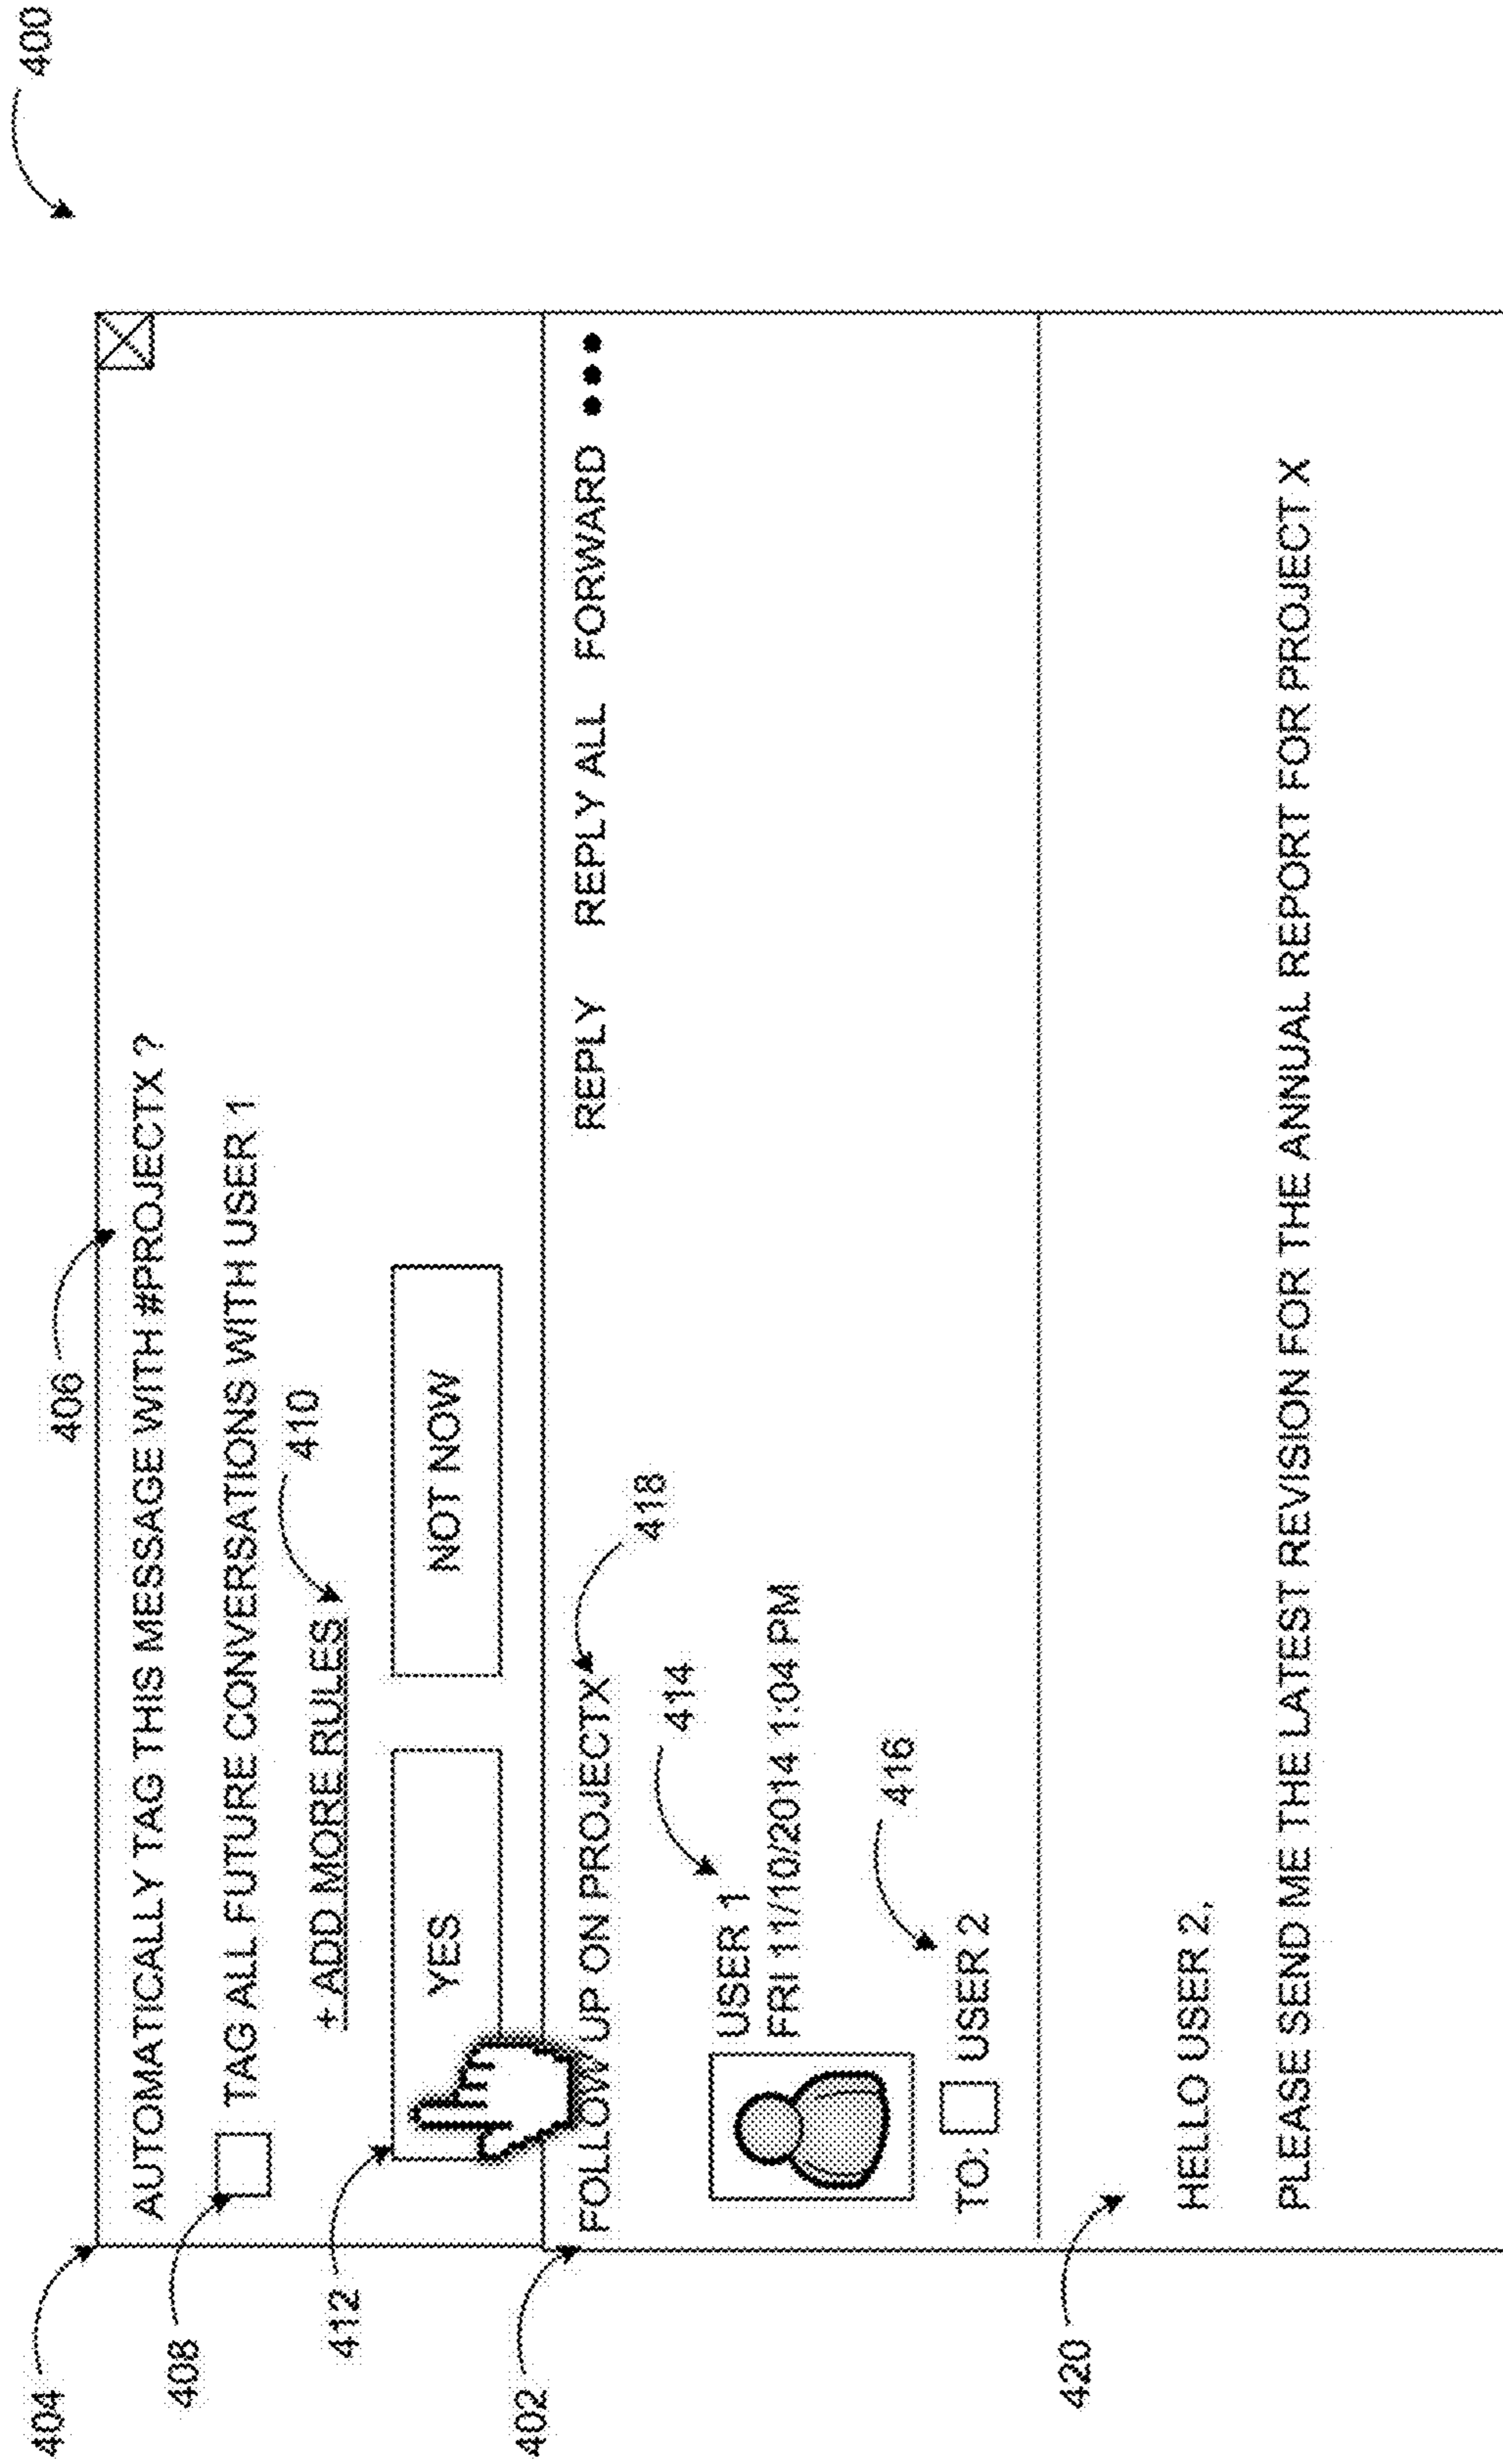 400
404
406
AUTOMATICALLY TAG THIS MESSAGE WITH #PROJECTX ?
408
TAG ALL FUTURE CONVERSATIONS WITH USER 1
410
+ ADD MORE RULES
412
YES
NOT NOW
402
FOLLOW UP ON PROJECTX
REPLY REPLY ALL FORWARD
418
414
USER 1
FRI 11/10/2014 1:04 PM
416
TO: USER 2
420
HELLO USER 2,
PLEASE SEND ME THE LATEST REVISION FOR THE ANNUAL REPORT FOR PROJECT X